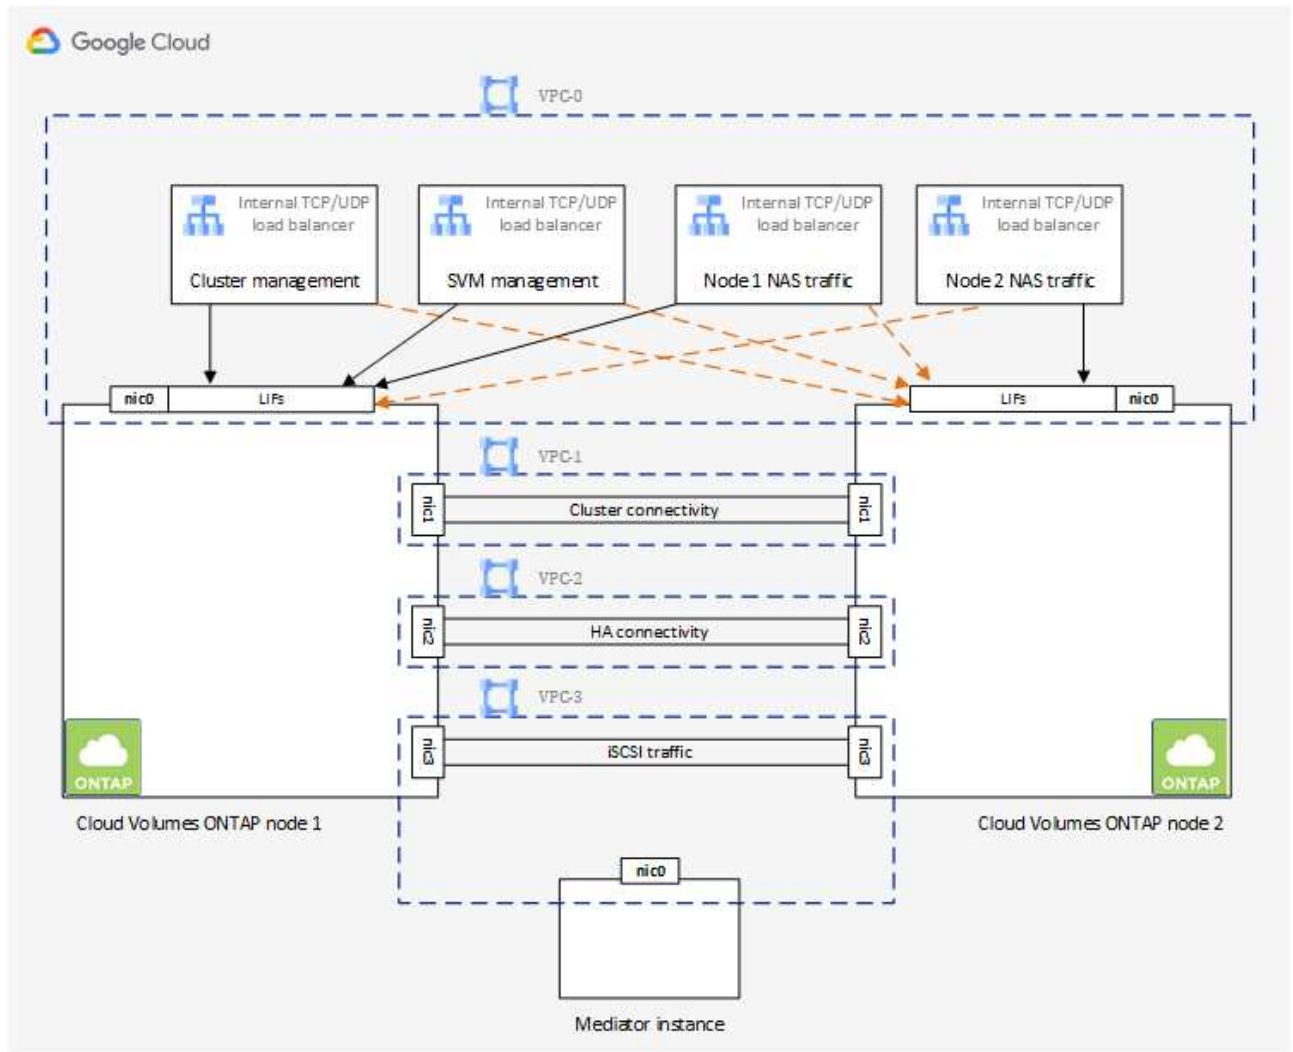 Google Cloud
VPC-0
Internal TCP/UDP
load balancer
Cluster management
Internal TCP/UDP
load balancer
SVM management
Internal TCP/UDP
load balancer
Node 1 NAS traffic
Internal TCP/UDP
load balancer
Node 2 NAS traffic
nic0
LIFs
LIFs
nic0
VPC-1
nic1
Cluster connectivity
nic1
VPC-2
nic2
HA connectivity
nic2
VPC-3
nic3
iSCSI traffic
nic3
ONTAP
ONTAP
Cloud Volumes ONTAP node 1
Cloud Volumes ONTAP node 2
nic0
Mediator instance